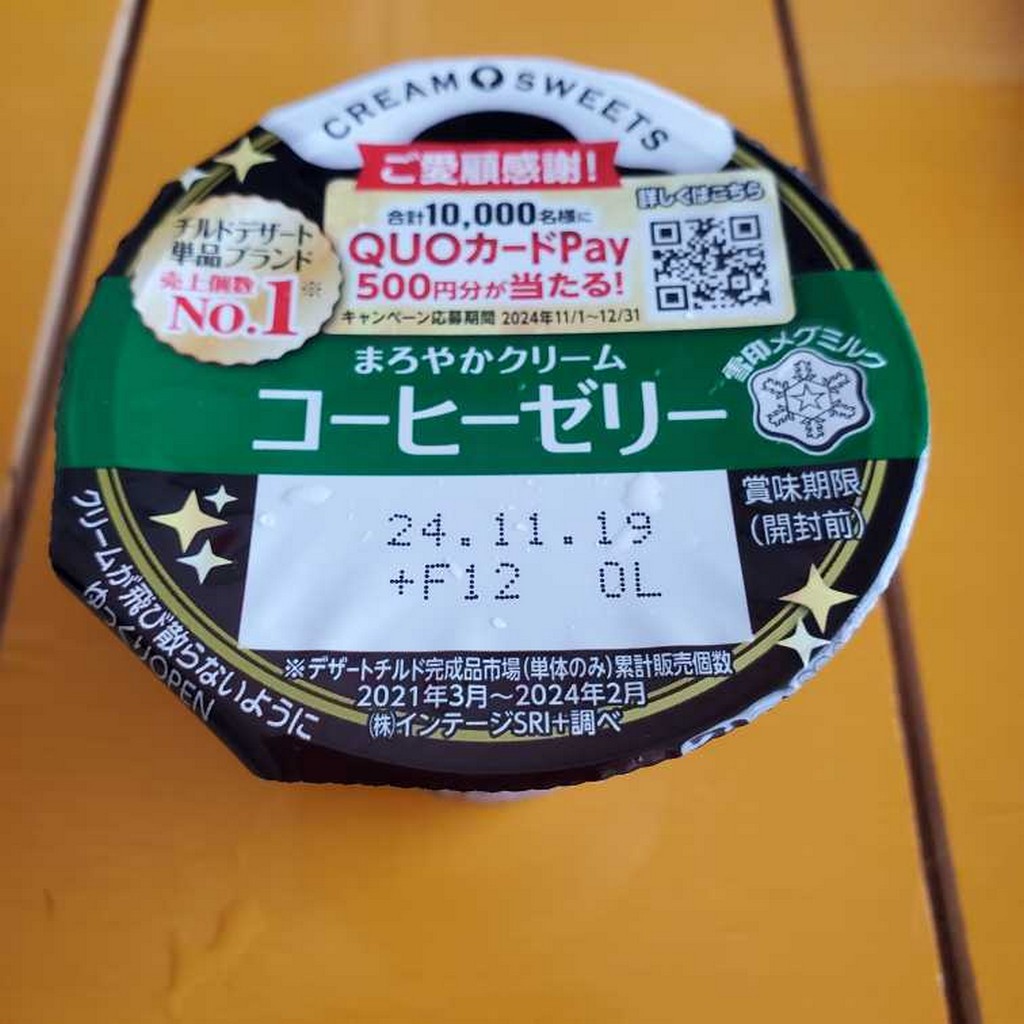 CREAM SWEETS
ご愛顧感謝!
詳しくはこちら
合計10,000名様に
QUOカードPay
500円分が当たる!
キャンペーン応募期間 2024年11/1~12/31
チルドデザート
単品ブランド
売上個数※
No.1
まろやかクリーム
コーヒーゼリー
雪印メグミルク
賞味期限
(開封前)
24.11.19
+F12 OL
クリームが飛び散らないように
ゆっくりOPEN
※デザートチルド完成品市場(単体のみ)累計販売個数
2021年3月~2024年2月
(株)インテージSRI+調べ